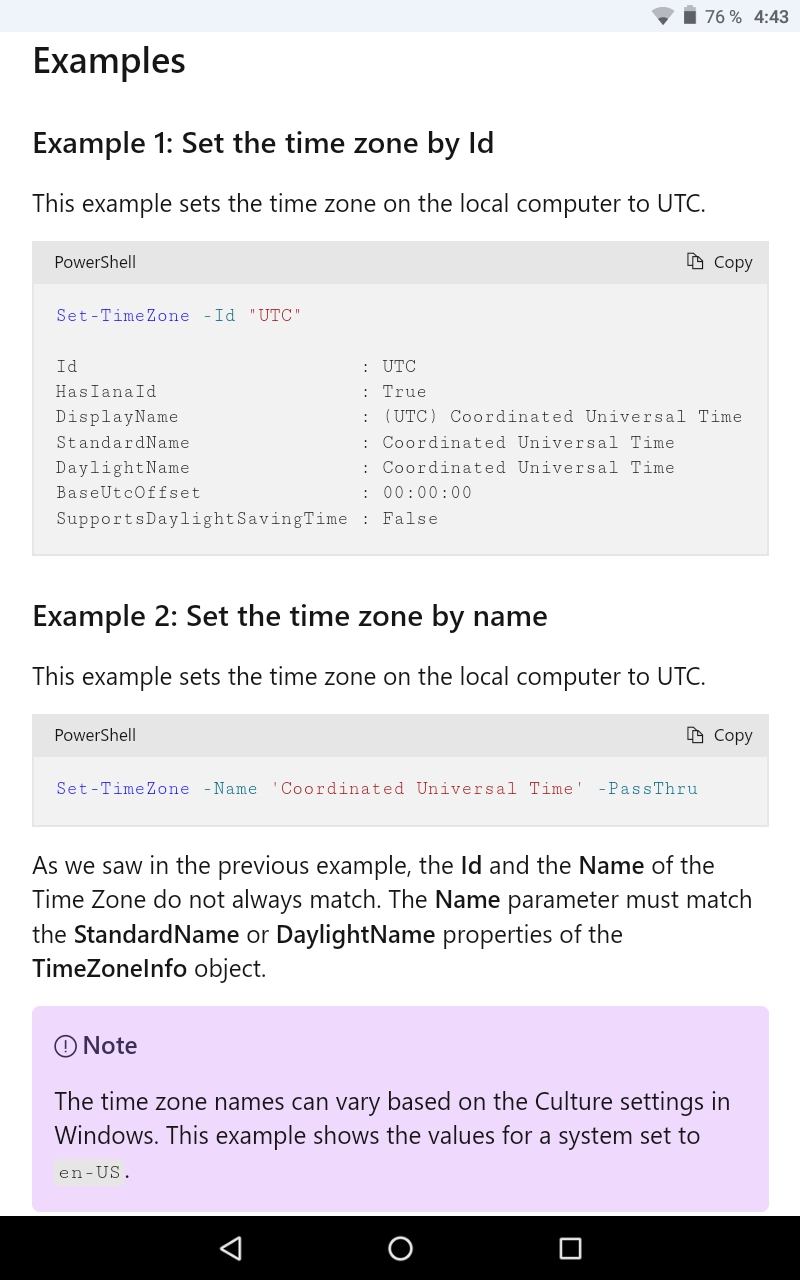 76 % 4:43
Examples
Example 1: Set the time zone by Id
This example sets the time zone on the local computer to UTC.
PowerShell Copy
Set-TimeZone -Id "UTC"
Id : UTC
HasIanaId : True
DisplayName : (UTC) Coordinated Universal Time
StandardName : Coordinated Universal Time
DaylightName : Coordinated Universal Time
BaseUtcOffset : 00:00:00
SupportsDaylightSavingTime : False
Example 2: Set the time zone by name
This example sets the time zone on the local computer to UTC.
PowerShell Copy
Set-TimeZone -Name 'Coordinated Universal Time' -PassThru
As we saw in the previous example, the Id and the Name of the
Time Zone do not always match. The Name parameter must match
the StandardName or DaylightName properties of the
TimeZoneInfo object.
Note
The time zone names can vary based on the Culture settings in
Windows. This example shows the values for a system set to
en-US.